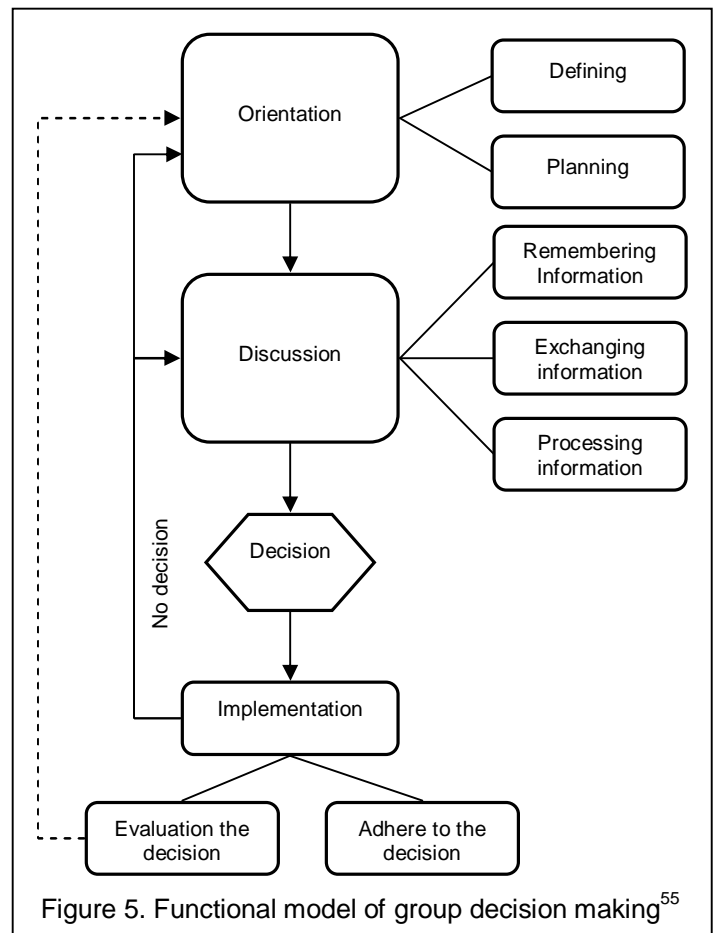 Orientation
Defining
Planning
Discussion
Remembering
Information
Exchanging
information
Processing
information
Decision
No decision
Implementation
Evaluation the
decision
Adhere to the
decision
Figure 5. Functional model of group decision making55